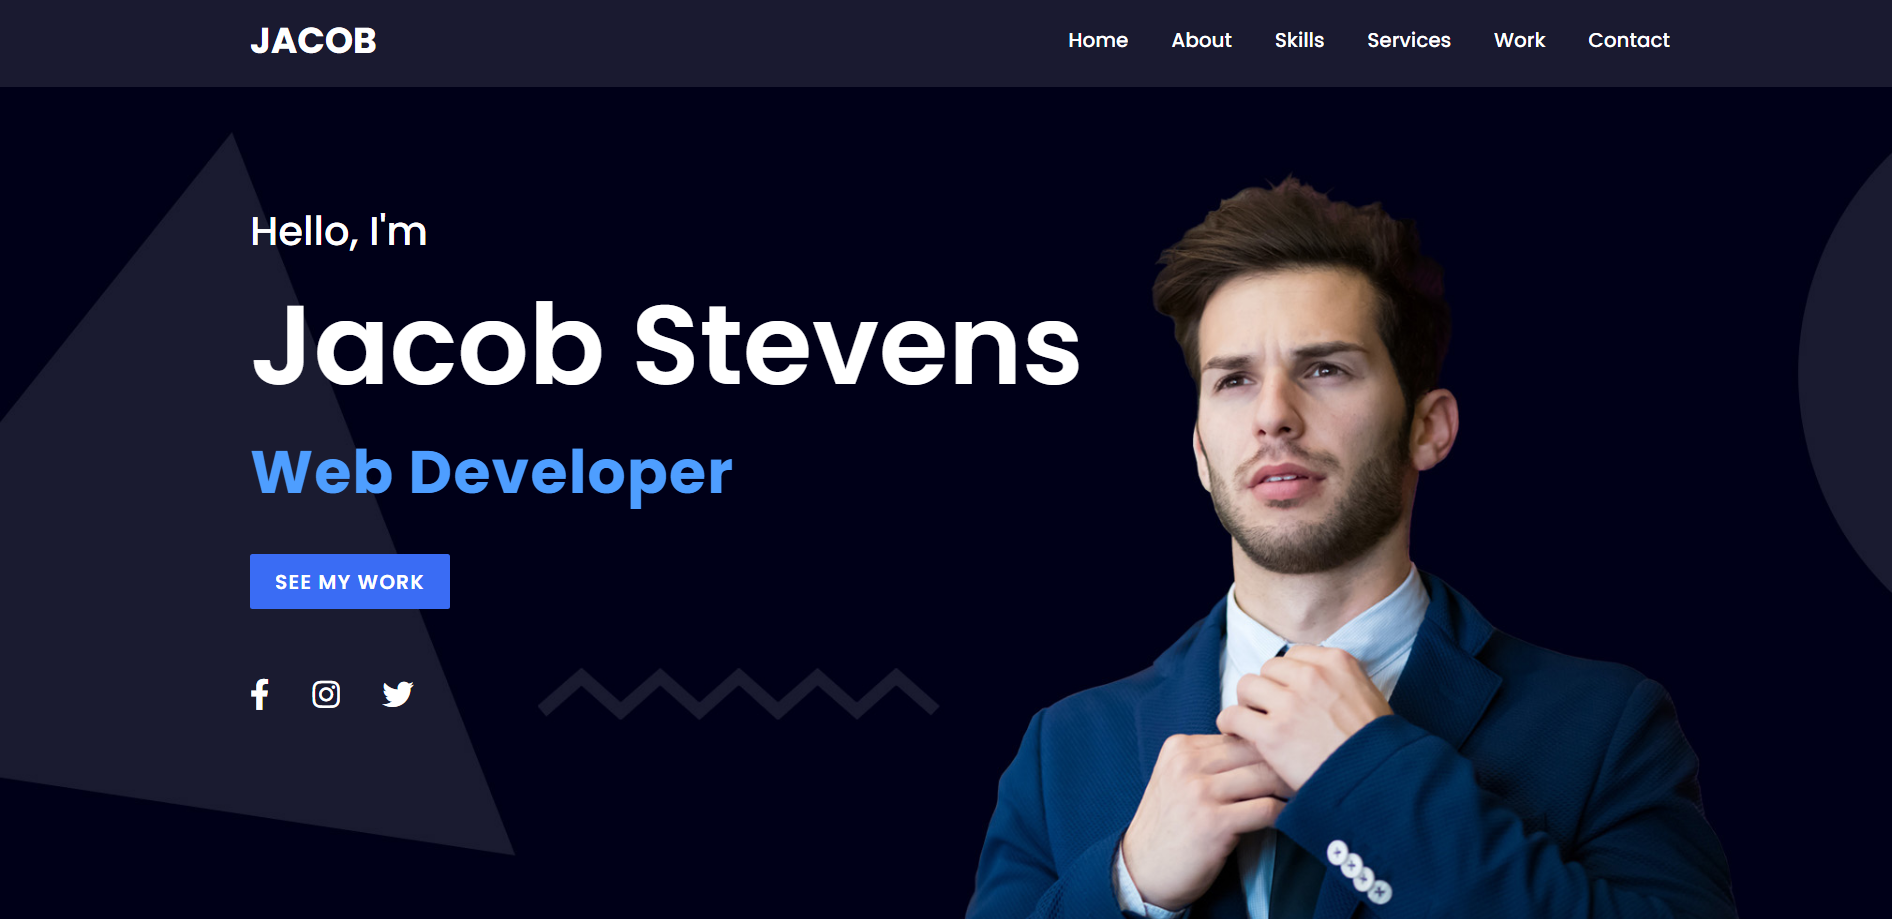 JACOB
Home About Skills Services Work Contact
Hello, I'm
Jacob Stevens
Web Developer
SEE MY WORK